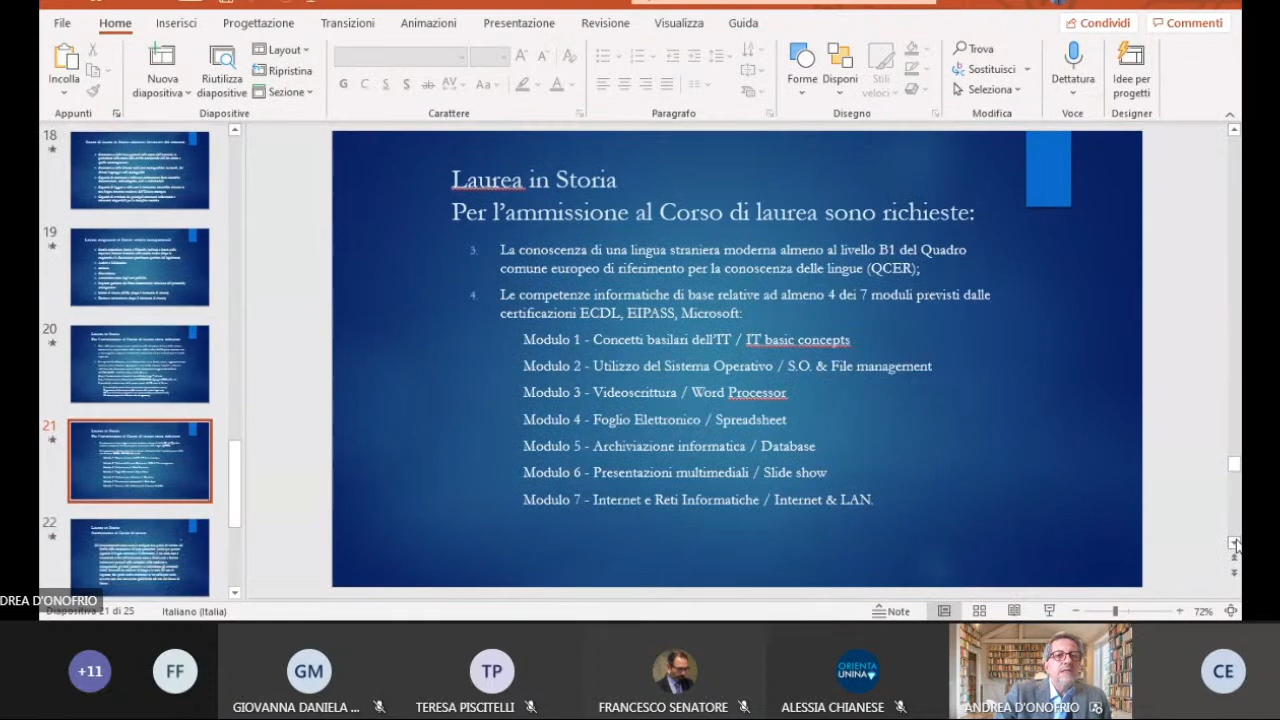 File Home Inserisci Progettazione Transizioni Animazioni Presentazione Revisione Visualizza Guida Condividi Commenti
Incolla
Nuova diapositiva
Riutilizza diapositive
Layout
Ripristina
Sezione
G C S S ab AV Aa A
Forme Disponi Stili veloci
Trova
Sostituisci
Seleziona
Dettatura
Idee per progetti
Appunti Diapositive Carattere Paragrafo Disegno Modifica Voce Designer
18
19
20
21
22
Laurea in Storia
Per l'ammissione al Corso di laurea sono richieste:
3. La conoscenza di una lingua straniera moderna almeno al livello B1 del Quadro
comune europeo di riferimento per la conoscenza delle lingue (QCER);
4. Le competenze informatiche di base relative ad almeno 4 dei 7 moduli previsti dalle
certificazioni ECDL, EIPASS, Microsoft:
Modulo 1 - Concetti basilari dell'IT / IT basic concepts
Modulo 2 - Utilizzo del Sistema Operativo / S.O. & File management
Modulo 3 - Videoscrittura / Word Processor
Modulo 4 - Foglio Elettronico / Spreadsheet
Modulo 5 - Archiviazione informatica / Database
Modulo 6 - Presentazioni multimediali / Slide show
Modulo 7 - Internet e Reti Informatiche / Internet & LAN.
DREA D'ONOFRIO
Diapositiva 21 di 25 Italiano (Italia) Note 72%
+11 FF GM TP ORIENTA UNINA CE
GIOVANNA DANIELA ... TERESA PISCITELLI FRANCESCO SENATORE ALESSIA CHIANESE ANDREA D'ONOFRIO